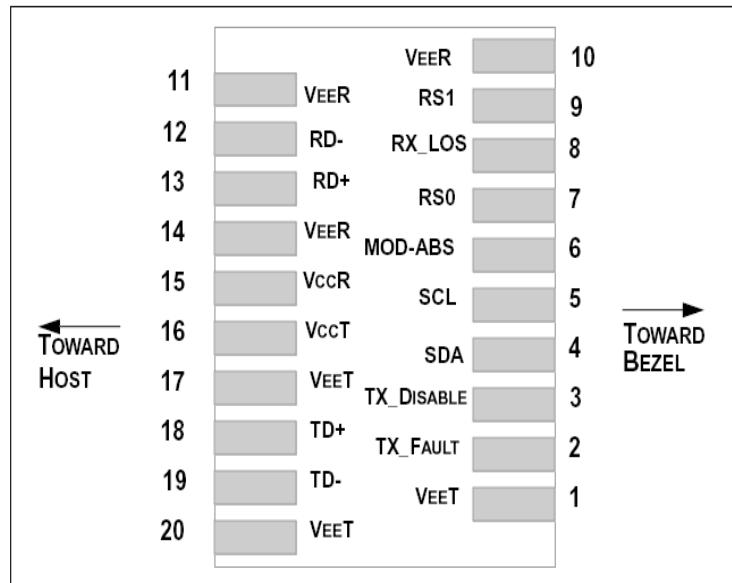 VEER 10
11 VEER
RS1 9
12 RD-
RX_LOS 8
13 RD+
RS0 7
14 VEER
MOD-ABS 6
15 VCCR
SCL 5
16 VCCT
TOWARD HOST
TOWARD BEZEL
SDA 4
17 VEET
TX_DISABLE 3
18 TD+
TX_FAULT 2
19 TD-
VEET 1
20 VEET